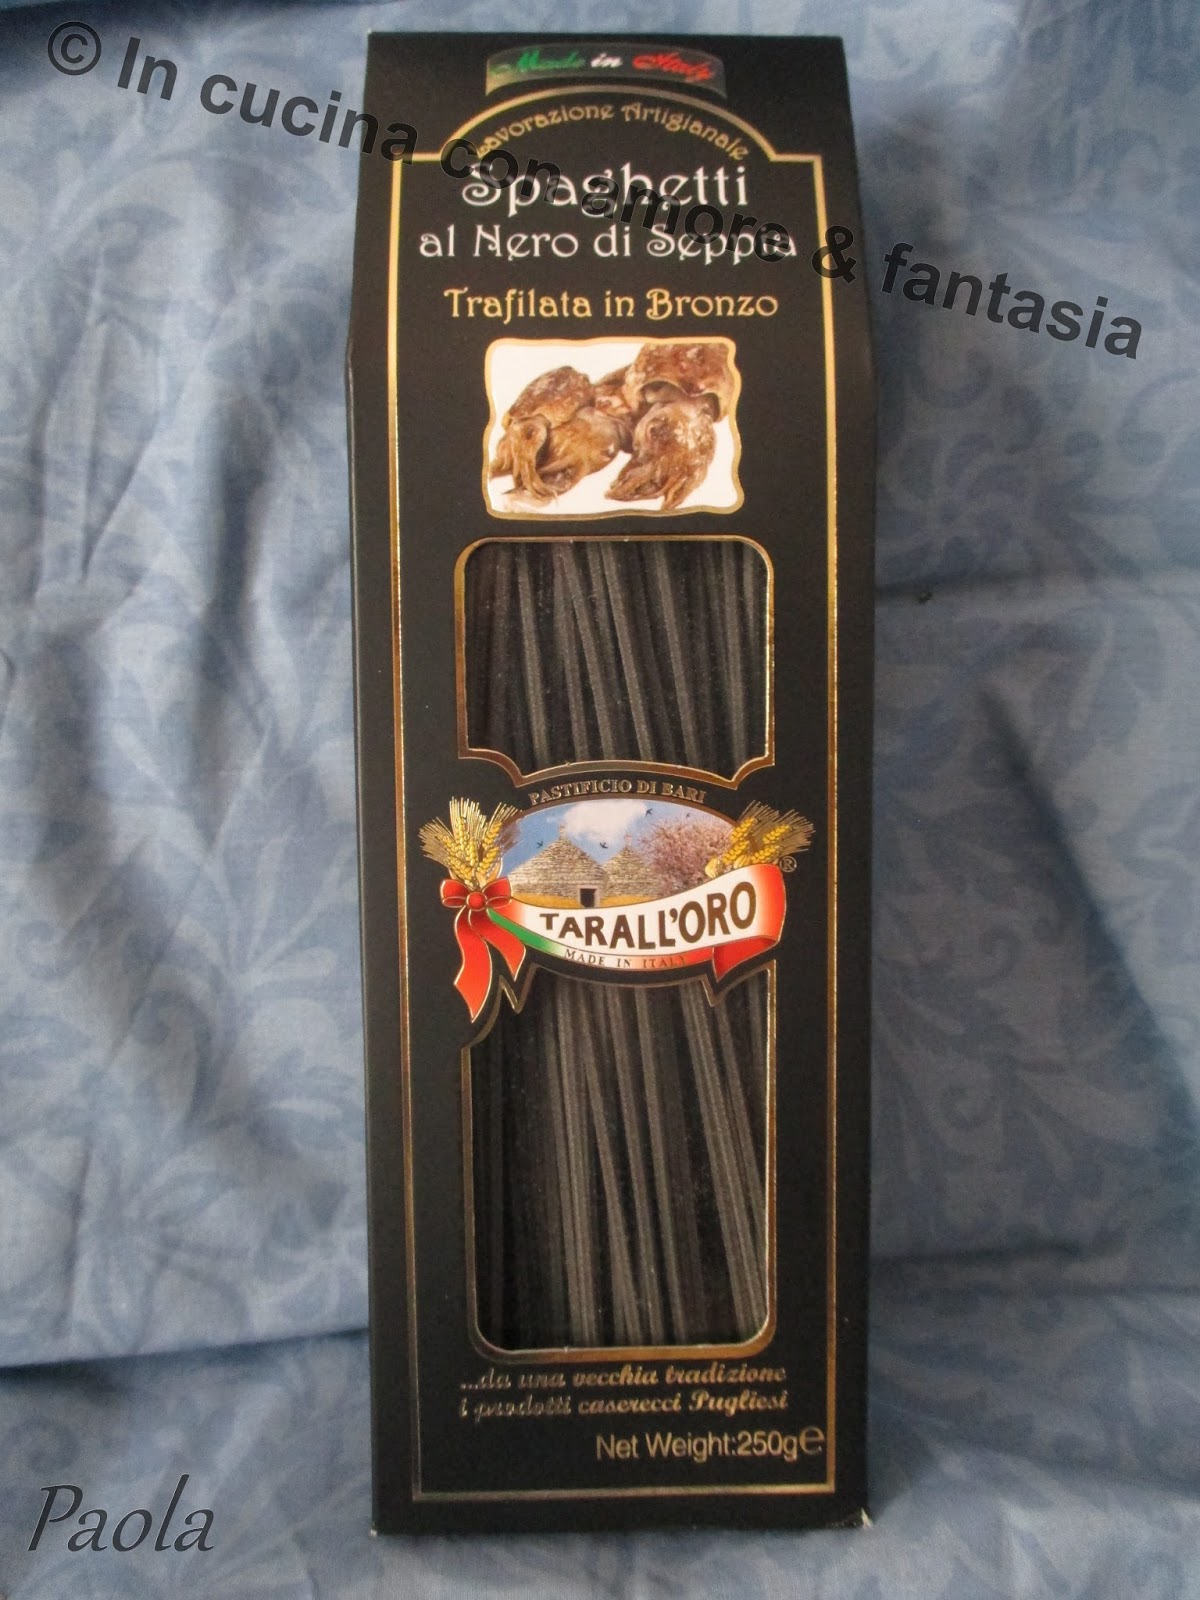 © In cucina con amore & fantasia
Made in Italy
Lavorazione Artigianale
Spaghetti
al Nero di Seppia
Trafilata in Bronzo
PASTIFICIO DI BARI
®
TARALL'ORO
MADE IN ITALY
...da una vecchia tradizione
i prodotti caserecci Pugliesi
Net Weight:250g℮
Paola